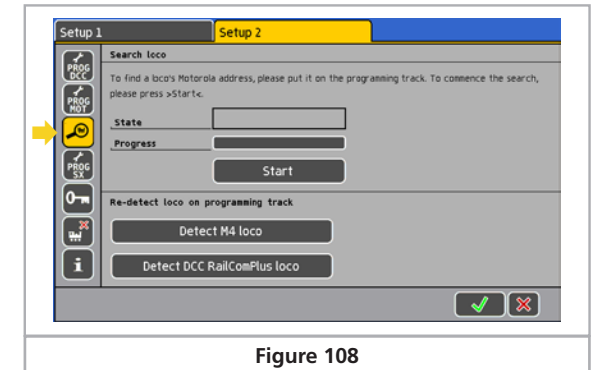 Setup 1
Setup 2
PROG DCC
PROG MOT
PROG SX
i
Search loco
To find a loco's Motorola address, please put it on the programming track. To commence the search,
please press >Start<.
State
Progress
Start
Re-detect loco on programming track
Detect M4 loco
Detect DCC RailComPlus loco
Figure 108